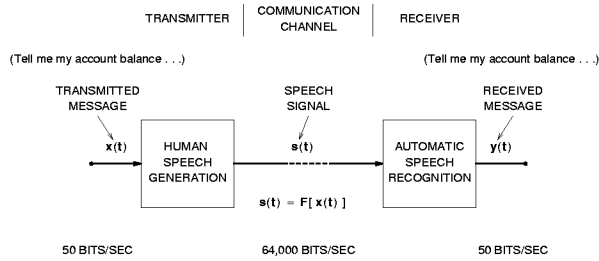 TRANSMITTER
COMMUNICATION
CHANNEL
RECEIVER
(Tell me my account balance . . .)
(Tell me my account balance . . .)
TRANSMITTED
MESSAGE
SPEECH
SIGNAL
RECEIVED
MESSAGE
x(t)
HUMAN
SPEECH
GENERATION
s(t)
AUTOMATIC
SPEECH
RECOGNITION
y(t)
s(t) = F[ x(t) ]
50 BITS/SEC
64,000 BITS/SEC
50 BITS/SEC